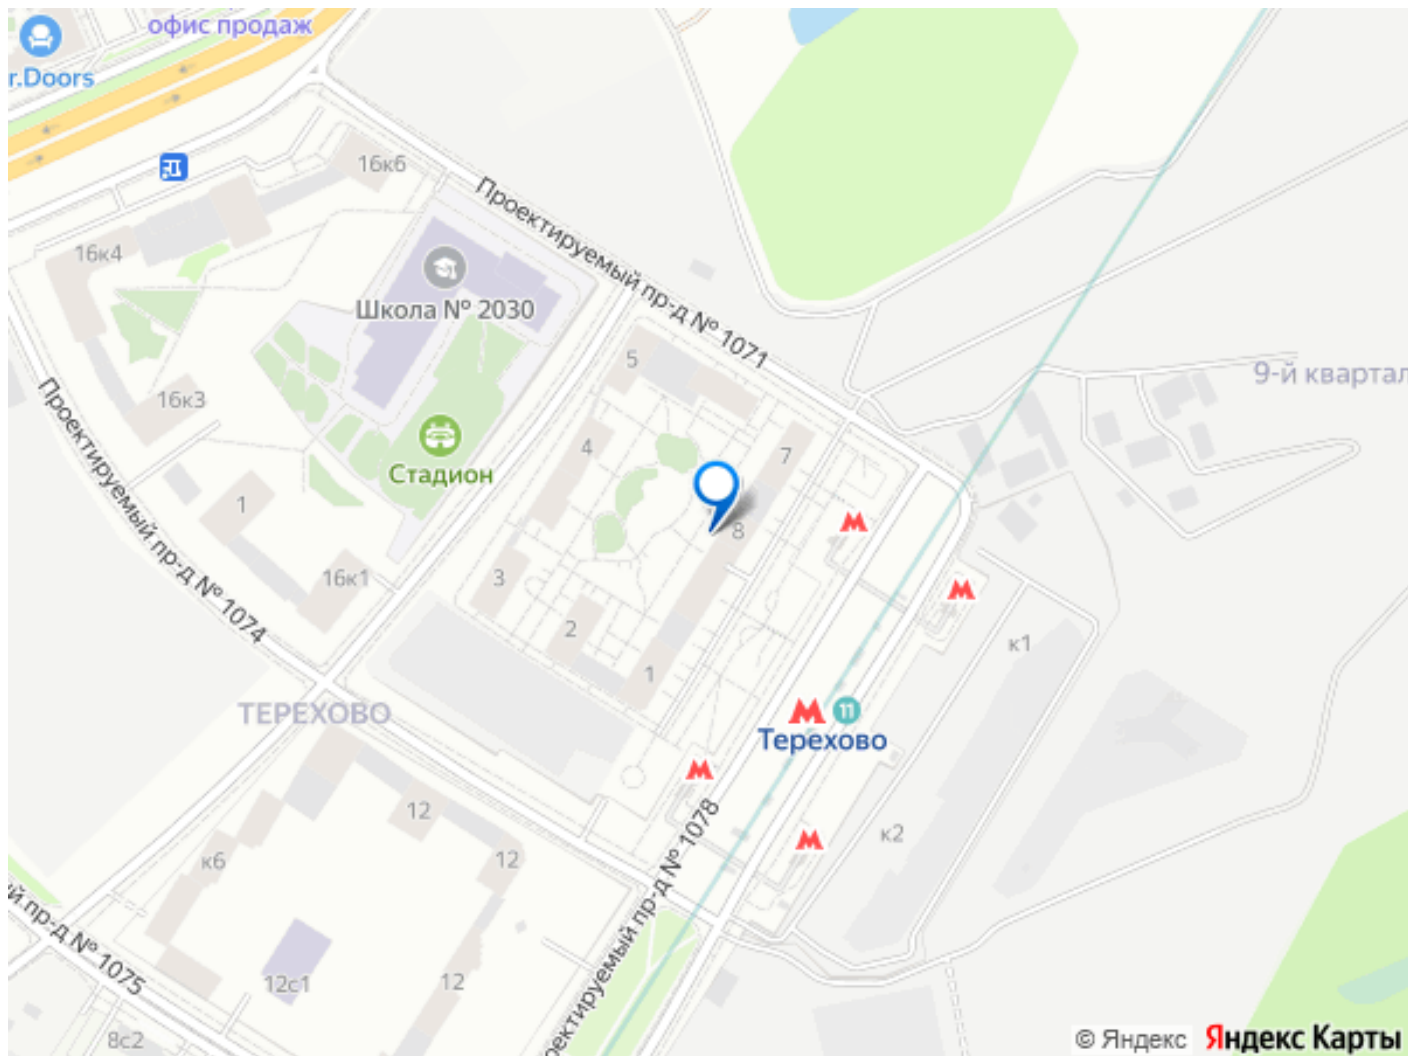 офис продаж
r.Doors
16к6
Проектируемый пр-д № 1071
16к4
Школа № 2030
5
9-й квартал
16к3
Проектируемый пр-д № 1074
4
7
Стадион
1
8
М
3
16к1
М
2
к1
1
ТЕРЕХОВО
М 11
Терехово
М
12
Проектируемый пр-д № 1078
к2
М
к6
12
й пр-д № 1075
12с1
12
8с2
© Яндекс Яндекс Карты